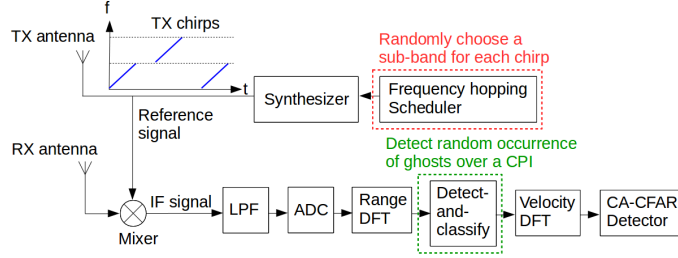 f
TX chirps
TX antenna
t
Randomly choose a
sub-band for each chirp
Synthesizer
Frequency hopping
Scheduler
Reference
signal
RX antenna
Detect random occurrence
of ghosts over a CPI
IF signal
Mixer
LPF
ADC
Range
DFT
Detect-
and-
classify
Velocity
DFT
CA-CFAR
Detector